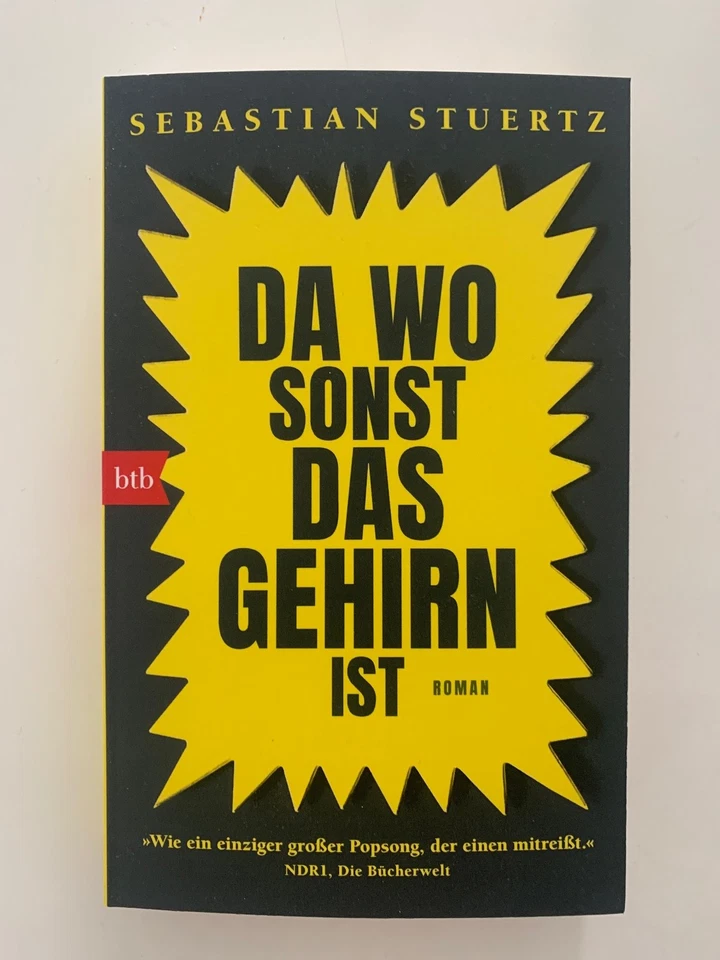 SEBASTIAN STUERTZ
DA WO
SONST
DAS
GEHIRN
IST
ROMAN
btb
»Wie ein einziger großer Popsong, der einen mitreißt.«
NDR1, Die Bücherwelt